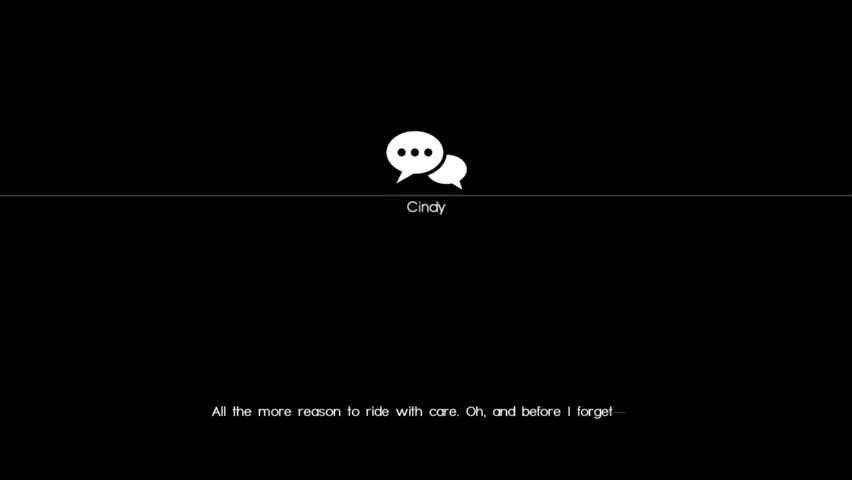 Cindy
All the more reason to ride with care. Oh, and before I forget—